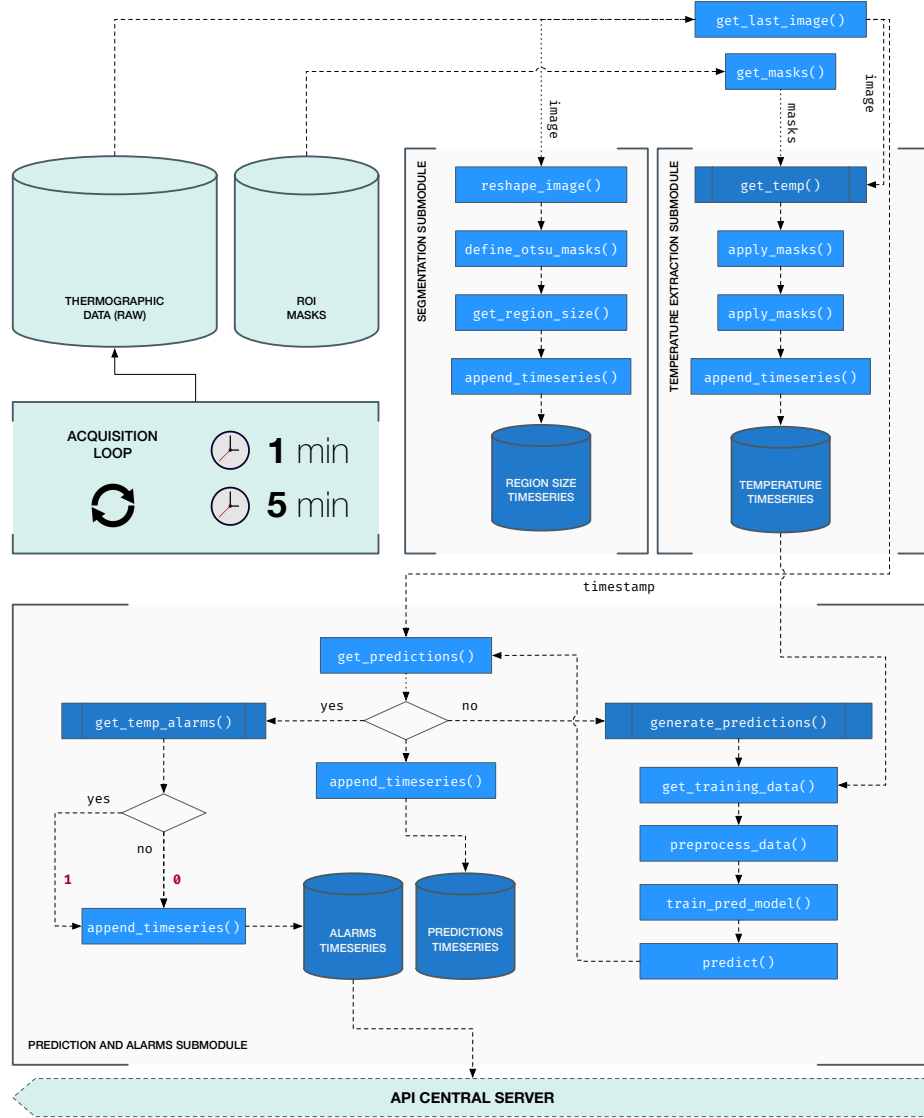 get_last_image()
get_masks()
image
masks
image
THERMOGRAPHIC
DATA (RAW)
ROI
MASKS
ACQUISITION
LOOP
1 min
5 min
SEGMENTATION SUBMODULE
reshape_image()
define_otsu_masks()
get_region_size()
append_timeseries()
REGION SIZE
TIMESERIES
TEMPERATURE EXTRACTION SUBMODULE
get_temp()
apply_masks()
apply_masks()
append_timeseries()
TEMPERATURE
TIMESERIES
timestamp
get_predictions()
yes
no
get_temp_alarms()
generate_predictions()
append_timeseries()
get_training_data()
yes
no
preprocess_data()
1
0
train_pred_model()
append_timeseries()
ALARMS
TIMESERIES
PREDICTIONS
TIMESERIES
predict()
PREDICTION AND ALARMS SUBMODULE
API CENTRAL SERVER